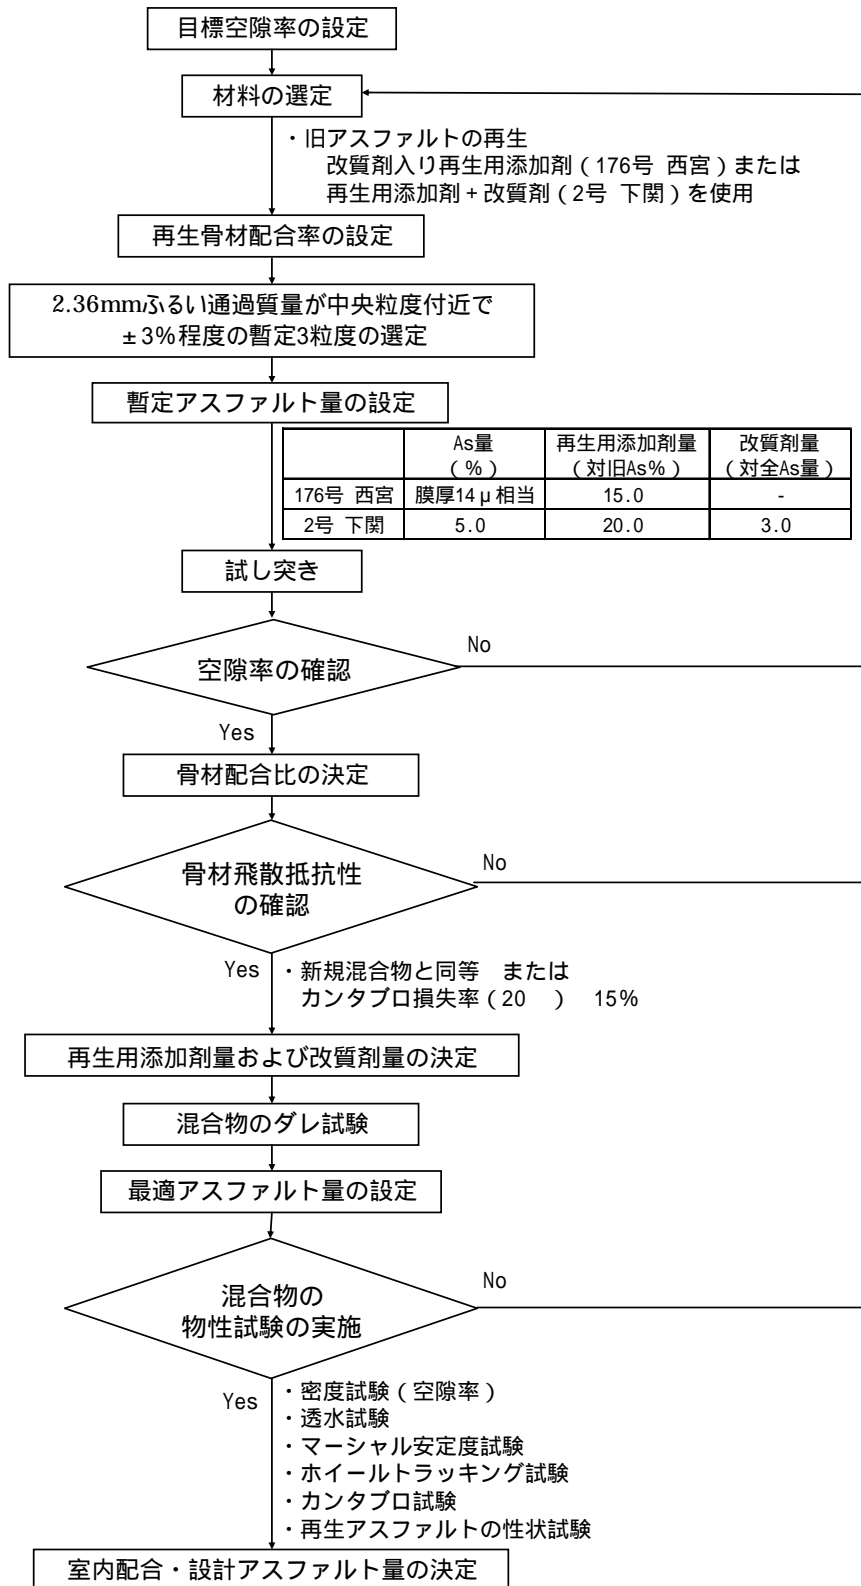 目標空隙率の設定
材料の選定
・旧アスファルトの再生
改質剤入り再生用添加剤（176号 西宮）または
再生用添加剤＋改質剤（2号 下関）を使用
再生骨材配合率の設定
2.36mmふるい通過質量が中央粒度付近で
±3%程度の暫定3粒度の選定
暫定アスファルト量の設定
As量 再生用添加剤量 改質剤量
（%） （対旧As%） （対全As量）
176号 西宮 膜厚14μ相当 15.0 -
2号 下関 5.0 20.0 3.0
試し突き
空隙率の確認
No
Yes
骨材配合比の決定
骨材飛散抵抗性
の確認
No
Yes
・新規混合物と同等 または
カンタブロ損失率（20 ） 15%
再生用添加剤量および改質剤量の決定
混合物のダレ試験
最適アスファルト量の設定
混合物の
物性試験の実施
No
Yes
・密度試験（空隙率）
・透水試験
・マーシャル安定度試験
・ホイールトラッキング試験
・カンタブロ試験
・再生アスファルトの性状試験
室内配合・設計アスファルト量の決定